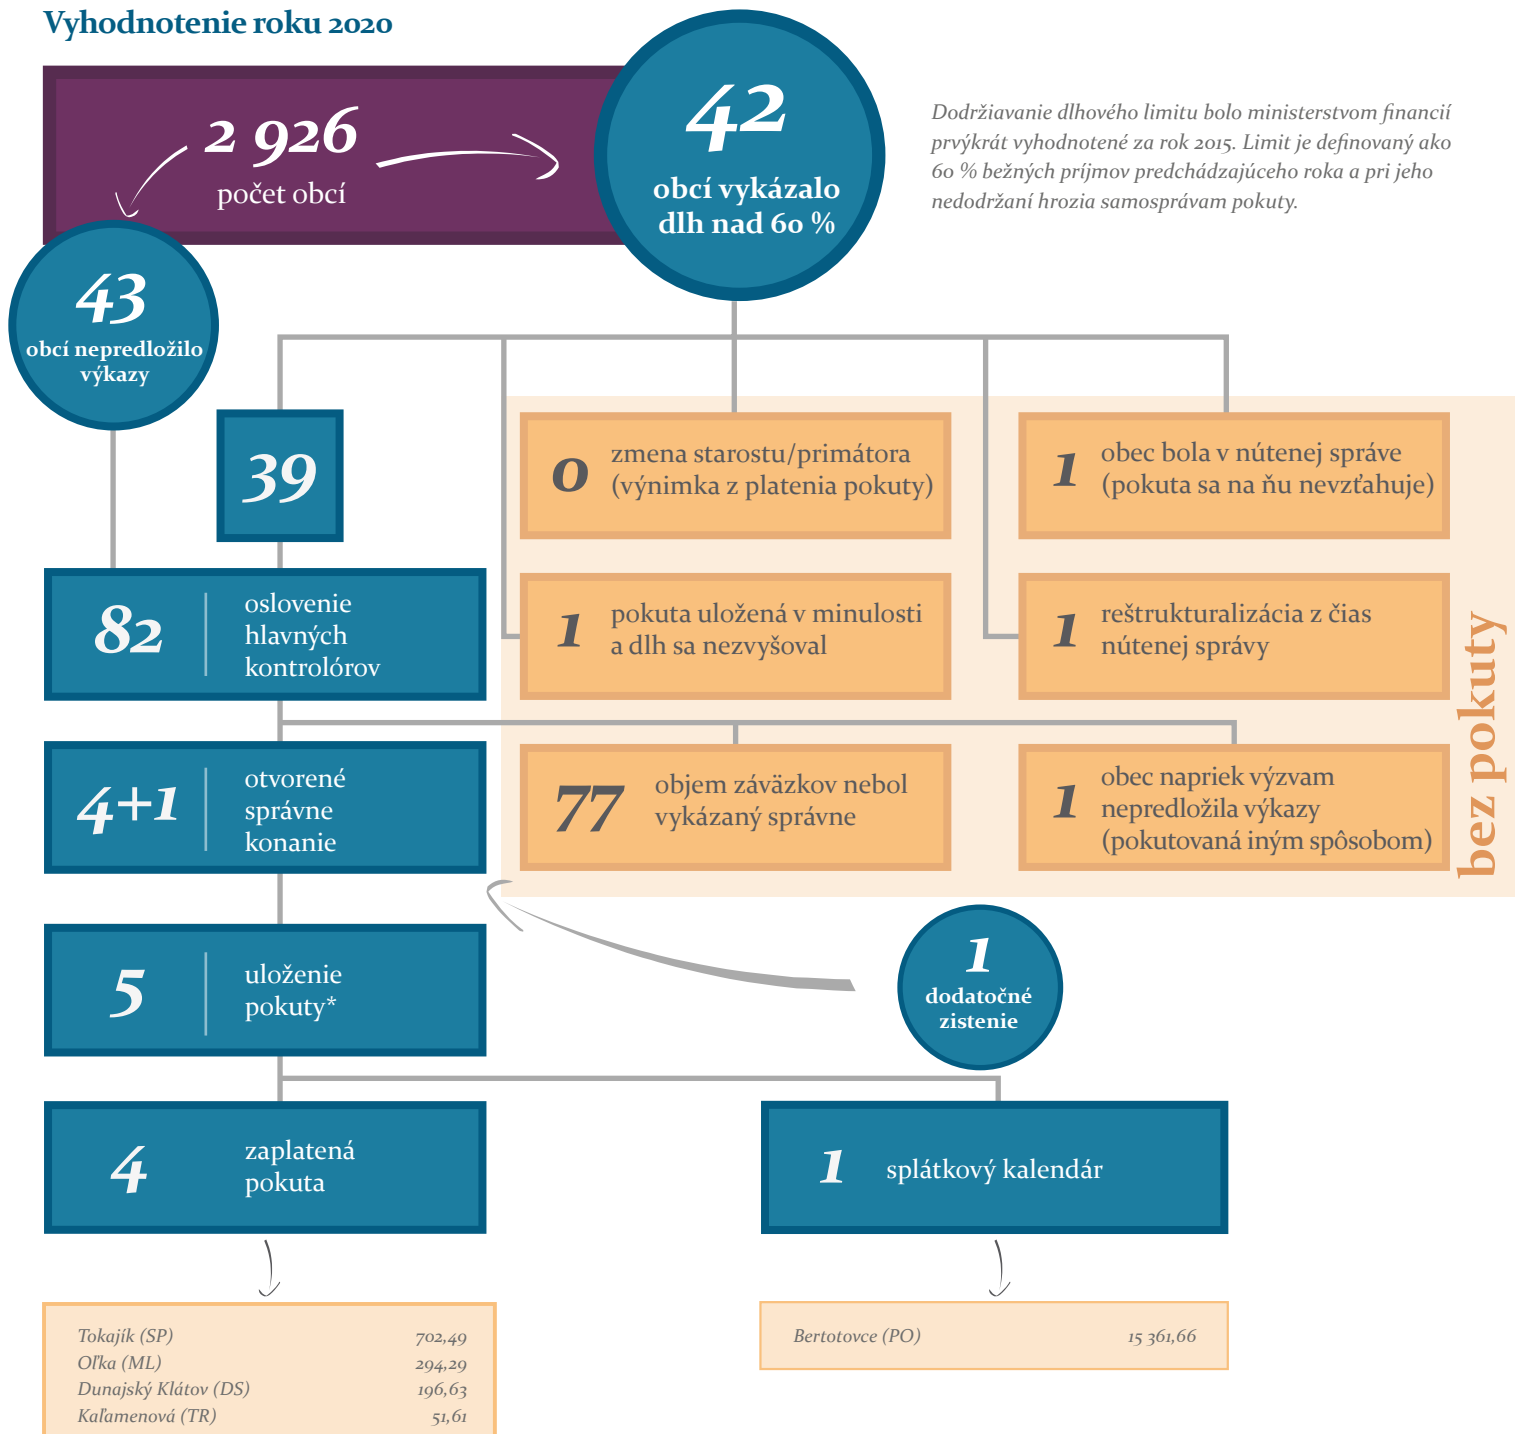 Vyhodnotenie roku 2020
2 926
počet obcí
42
obcí vykázalo
dlh nad 60 %
Dodržiavanie dlhového limitu bolo ministerstvom financií
prvýkrát vyhodnotené za rok 2015. Limit je definovaný ako
60 % bežných príjmov predchádzajúceho roka a pri jeho
nedodržaní hrozia samosprávam pokuty.
43
obcí nepredložilo
výkazy
39
0
zmena starostu/primátora
(výnimka z platenia pokuty)
1
obec bola v nútenej správe
(pokuta sa na ňu nevzťahuje)
82
oslovenie
hlavných
kontrolórov
1
pokuta uložená v minulosti
a dlh sa nezvyšoval
1
reštrukturalizácia z čias
nútenej správy
bez pokuty
4+1
otvorené
správne
konanie
77
objem záväzkov nebol
vykázaný správne
1
obec napriek výzvam
nepredložila výkazy
(pokutovaná iným spôsobom)
5
uloženie
pokuty*
1
dodatočné
zistenie
4
zaplatená
pokuta
1
splátkový kalendár
Tokajík (SP) 702,49
Oľka (ML) 294,29
Dunajský Klátov (DS) 196,63
Kaľamenová (TR) 51,61
Bertotovce (PO) 15 361,66